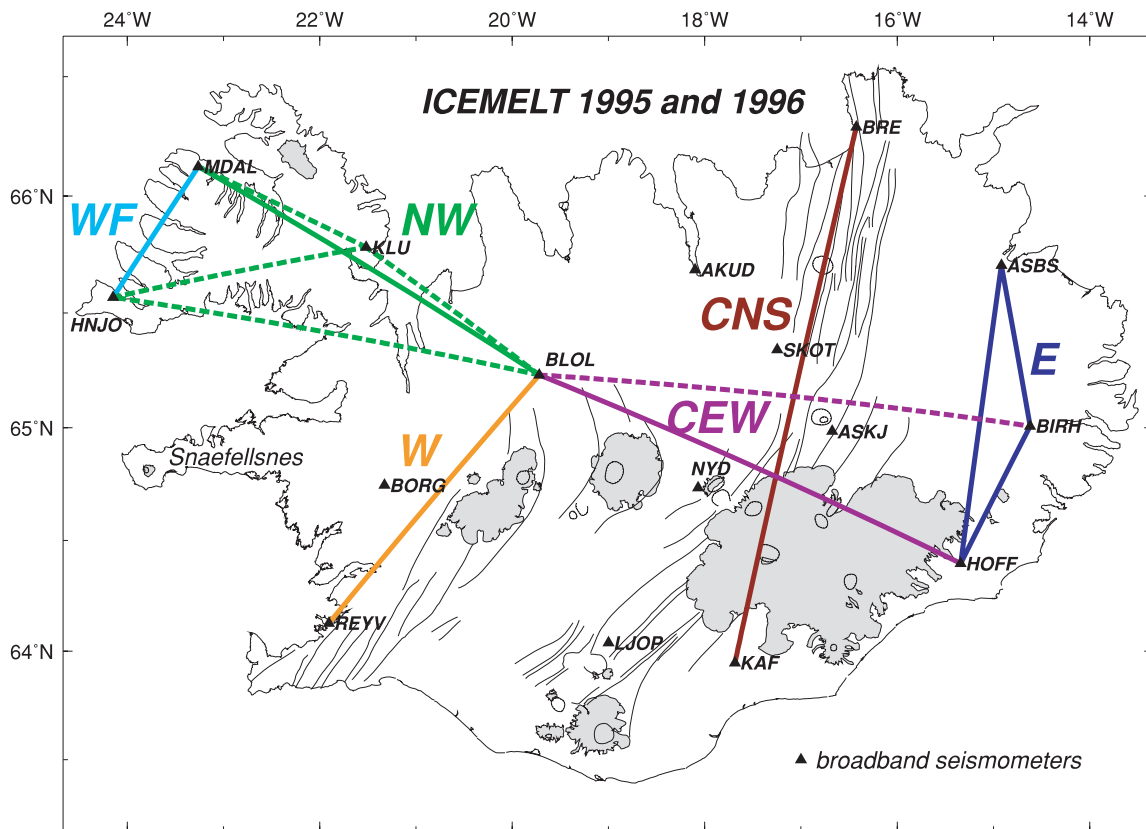 24˚W 22˚W 20˚W 18˚W 16˚W 14˚W
ICEMELT 1995 and 1996
BRE
MDAL
66˚N
WF
NW
KLU
AKUD
ASBS
HNJO
CNS
SKOT
BLOL
E
CEW
65˚N
W
ASKJ
BIRH
Snaefellsnes
NYD
BORG
HOFF
REYV
LJOP
64˚N
KAF
broadband seismometers